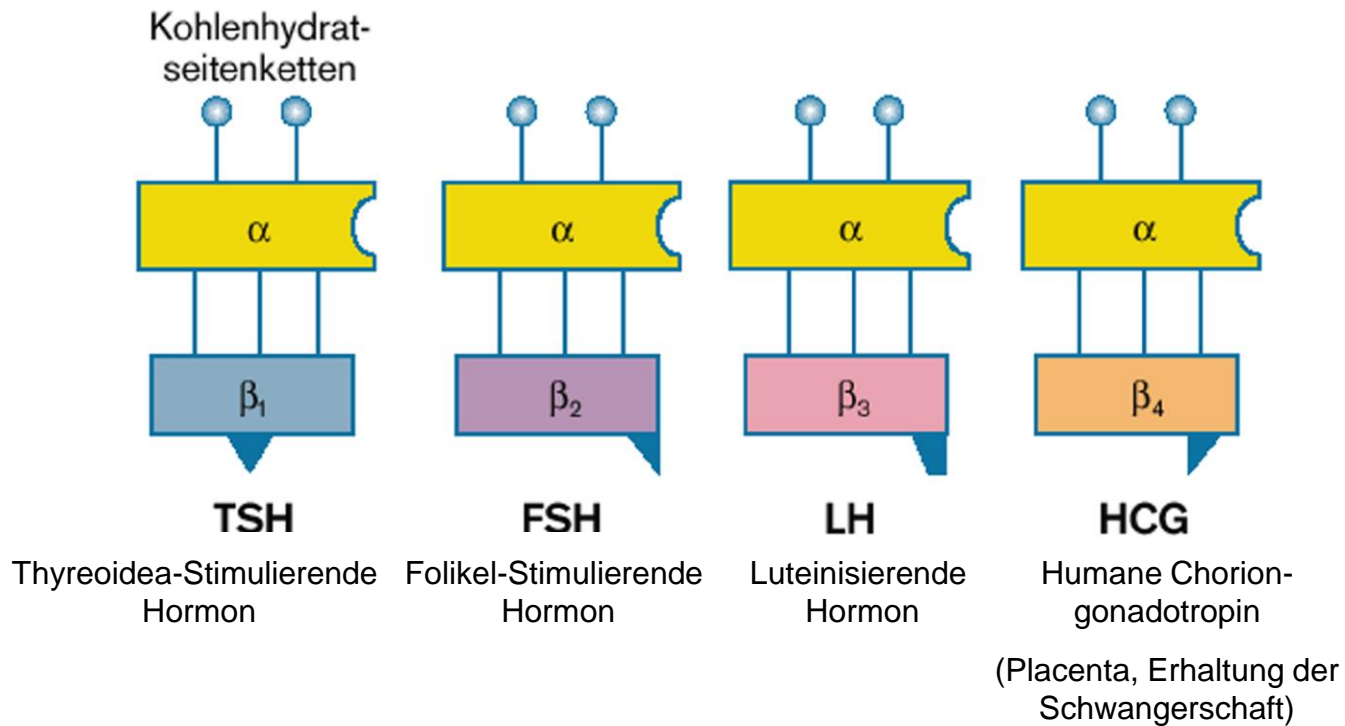 Kohlenhydrat-
seitenketten
α α α α
β₁ β₂ β₃ β₄
TSH FSH LH HCG
Thyreoidea-Stimulierende Folikel-Stimulierende Luteinisierende Humane Chorion-
Hormon Hormon Hormon gonadotropin
(Placenta, Erhaltung der
Schwangerschaft)